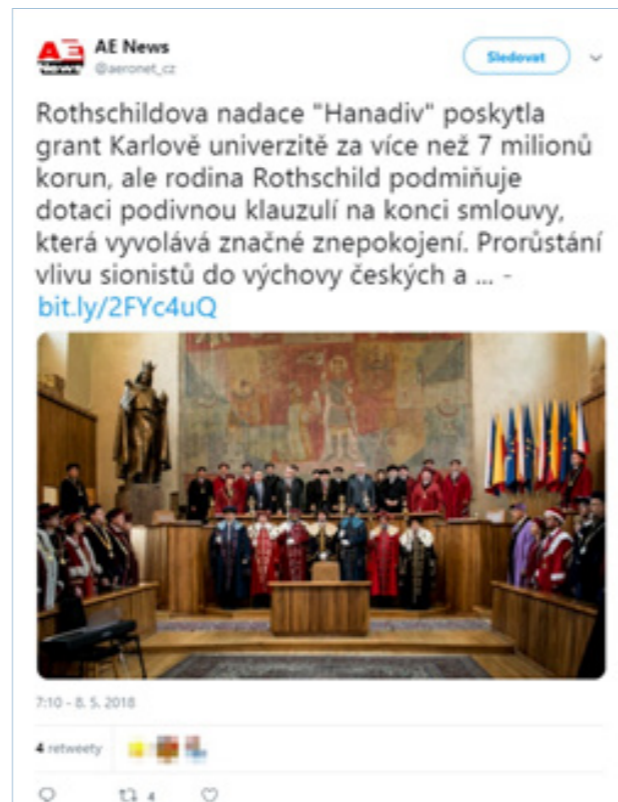 AE
News
AE News
@aeronet_cz
Sledovat
Rothschildova nadace "Hanadiv" poskytla
grant Karlově univerzitě za více než 7 milionů
korun, ale rodina Rothschild podmiňuje
dotaci podivnou klauzulí na konci smlouvy,
která vyvolává značné znepokojení. Prorůstání
vlivu sionistů do výchovy českých a ... -
bit.ly/2FYc4uQ
7:10 - 8. 5. 2018
4 retweety
4